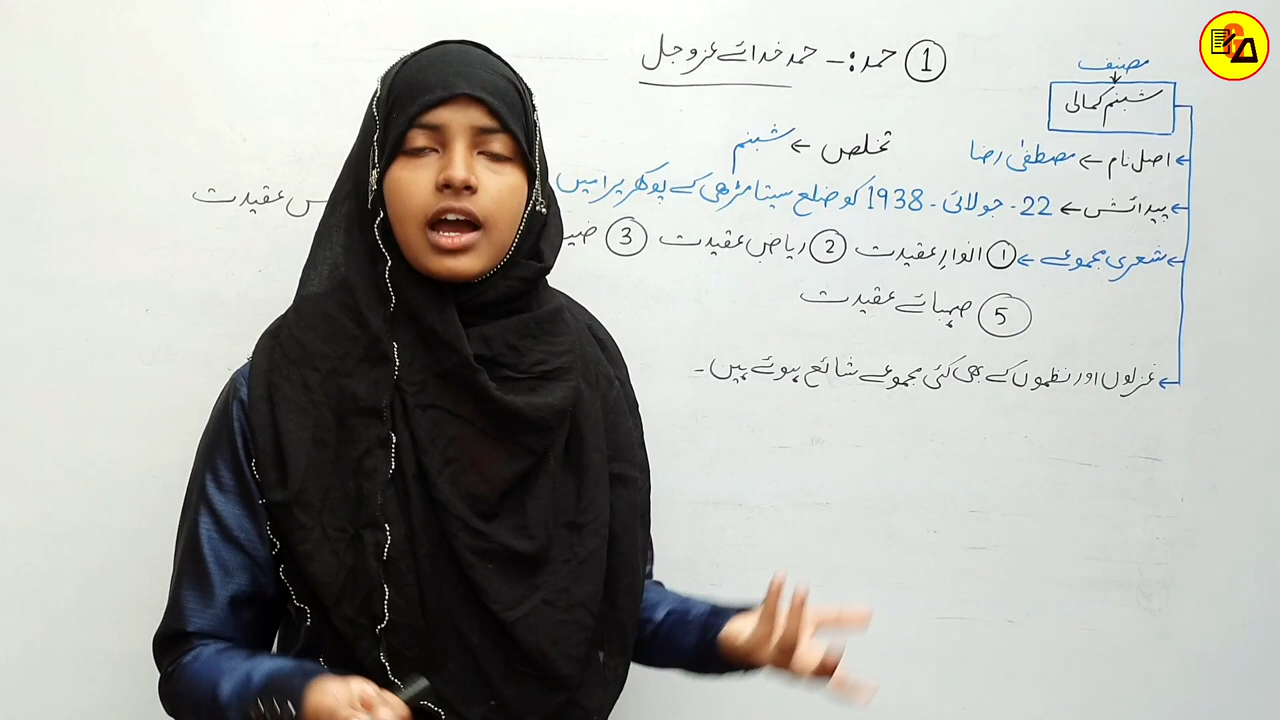 ① حمد :- حمد خدائے عزوجل
مصنف
شبنم کمالی
اصل نام ← مصطفیٰ رضا تخلص ← شبنم
پیدائش ← 22 - جولائی - 1938 کو ضلع سیتامڑھی کے پوکھریرا میں
شعری مجموعے ← ① انوارِ عقیدت ② ریاض عقیدت ③ عقیدت
⑤ صہبائے عقیدت
غزلوں اور نظموں کے بھی کئی مجموعے شائع ہوئے ہیں۔